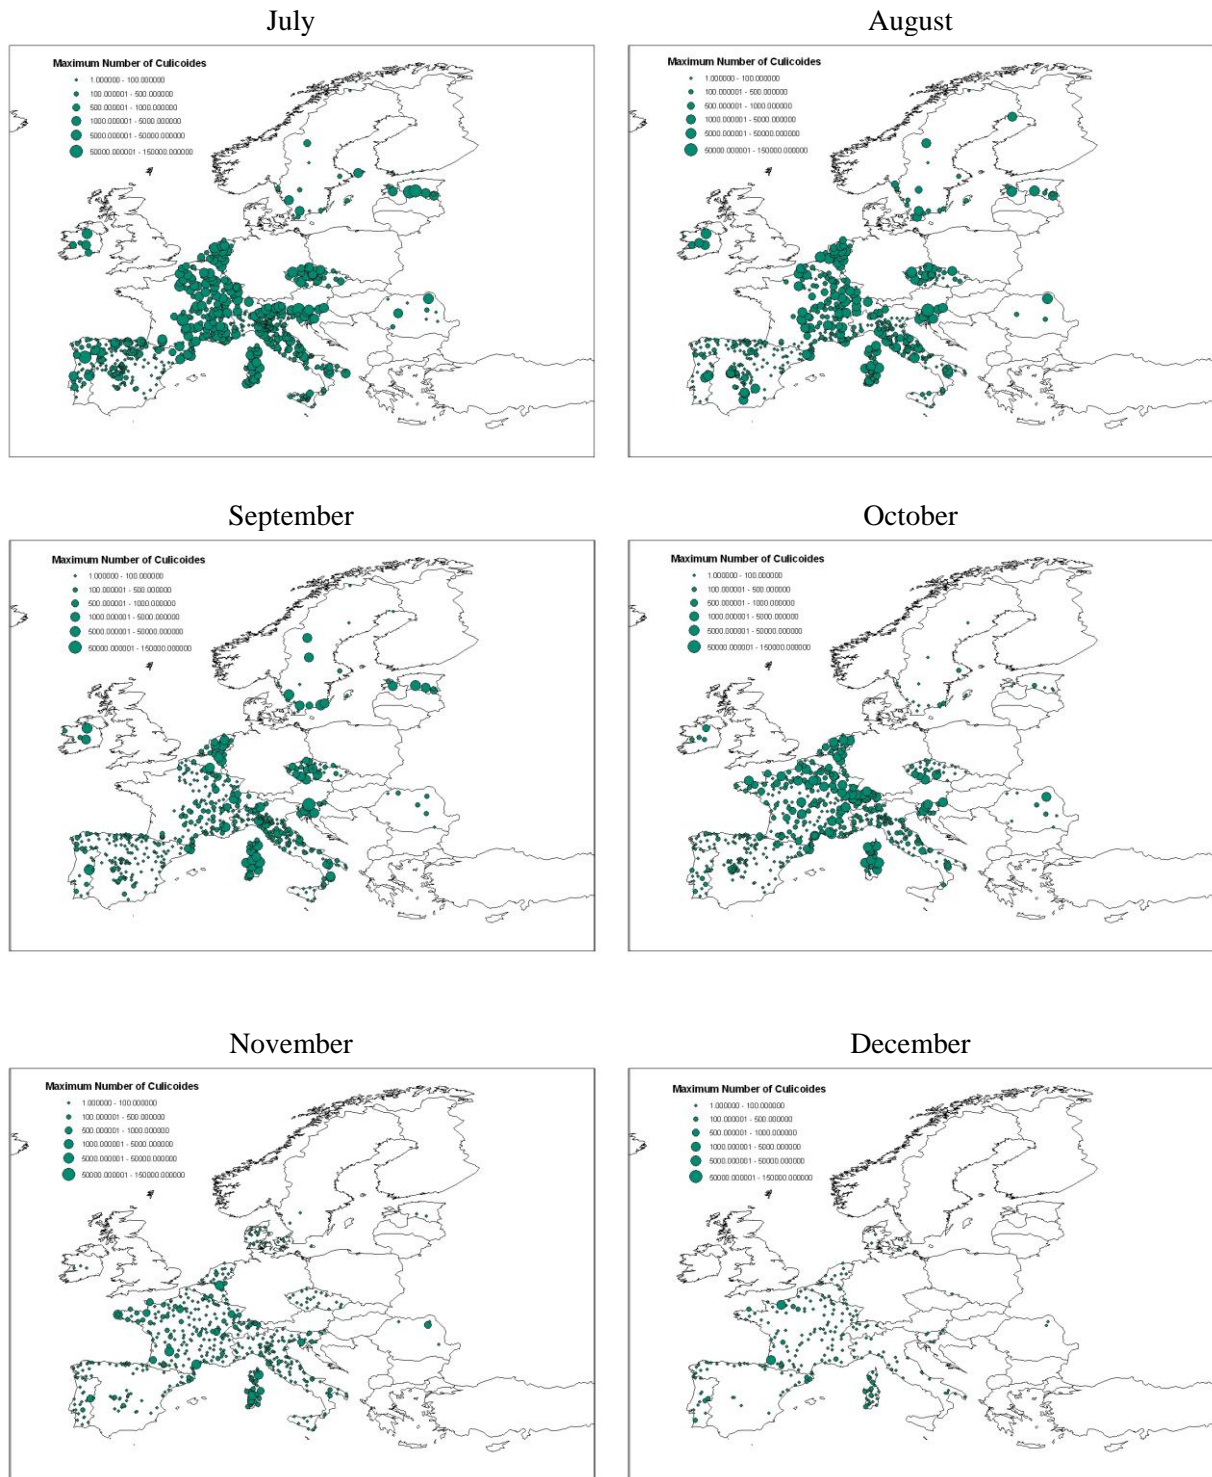 July
Maximum Number of Culicoides
1.000000 - 100.000000
100.000001 - 500.000000
500.000001 - 1000.000000
1000.000001 - 5000.000000
5000.000001 - 50000.000000
50000.000001 - 150000.000000
August
Maximum Number of Culicoides
1.000000 - 100.000000
100.000001 - 500.000000
500.000001 - 1000.000000
1000.000001 - 5000.000000
5000.000001 - 50000.000000
50000.000001 - 150000.000000
September
Maximum Number of Culicoides
1.000000 - 100.000000
100.000001 - 500.000000
500.000001 - 1000.000000
1000.000001 - 5000.000000
5000.000001 - 50000.000000
50000.000001 - 150000.000000
October
Maximum Number of Culicoides
1.000000 - 100.000000
100.000001 - 500.000000
500.000001 - 1000.000000
1000.000001 - 5000.000000
5000.000001 - 50000.000000
50000.000001 - 150000.000000
November
Maximum Number of Culicoides
1.000000 - 100.000000
100.000001 - 500.000000
500.000001 - 1000.000000
1000.000001 - 5000.000000
5000.000001 - 50000.000000
50000.000001 - 150000.000000
December
Maximum Number of Culicoides
1.000000 - 100.000000
100.000001 - 500.000000
500.000001 - 1000.000000
1000.000001 - 5000.000000
5000.000001 - 50000.000000
50000.000001 - 150000.000000